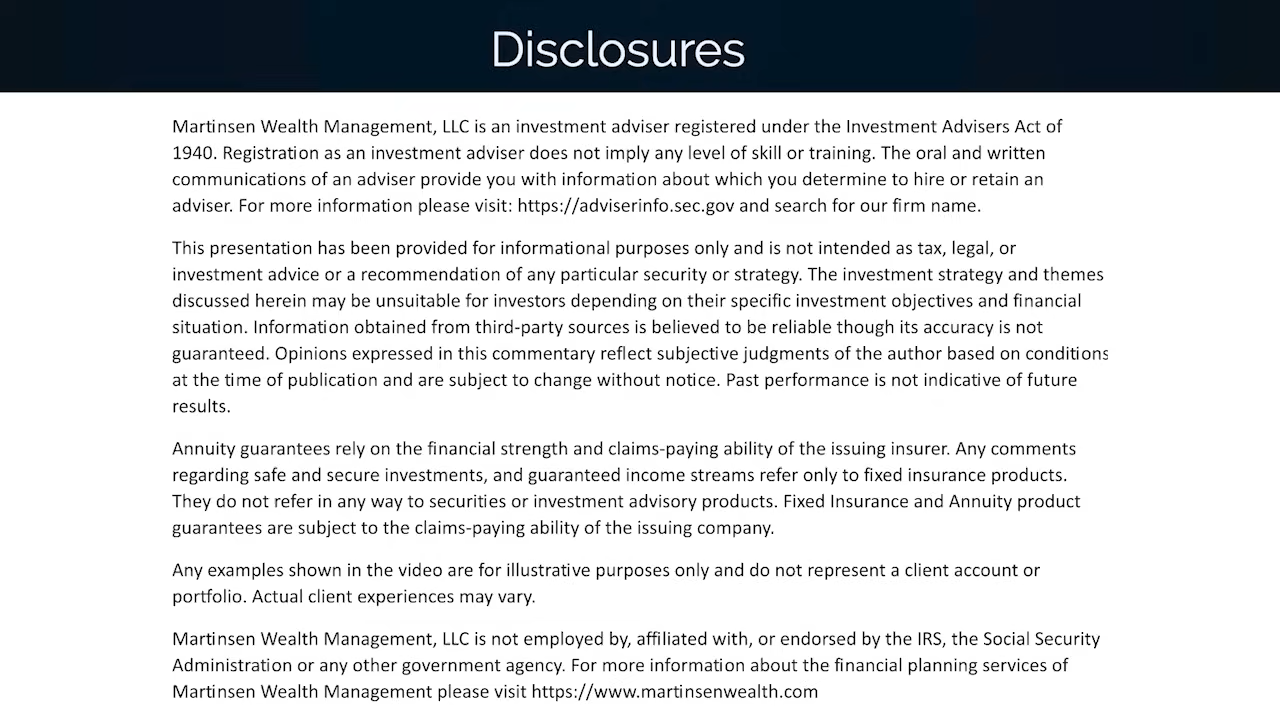 Disclosures
Martinsen Wealth Management, LLC is an investment adviser registered under the Investment Advisers Act of
1940. Registration as an investment adviser does not imply any level of skill or training. The oral and written
communications of an adviser provide you with information about which you determine to hire or retain an
adviser. For more information please visit: https://adviserinfo.sec.gov and search for our firm name.
This presentation has been provided for informational purposes only and is not intended as tax, legal, or
investment advice or a recommendation of any particular security or strategy. The investment strategy and themes
discussed herein may be unsuitable for investors depending on their specific investment objectives and financial
situation. Information obtained from third-party sources is believed to be reliable though its accuracy is not
guaranteed. Opinions expressed in this commentary reflect subjective judgments of the author based on conditions
at the time of publication and are subject to change without notice. Past performance is not indicative of future
results.
Annuity guarantees rely on the financial strength and claims-paying ability of the issuing insurer. Any comments
regarding safe and secure investments, and guaranteed income streams refer only to fixed insurance products.
They do not refer in any way to securities or investment advisory products. Fixed Insurance and Annuity product
guarantees are subject to the claims-paying ability of the issuing company.
Any examples shown in the video are for illustrative purposes only and do not represent a client account or
portfolio. Actual client experiences may vary.
Martinsen Wealth Management, LLC is not employed by, affiliated with, or endorsed by the IRS, the Social Security
Administration or any other government agency. For more information about the financial planning services of
Martinsen Wealth Management please visit https://www.martinsenwealth.com